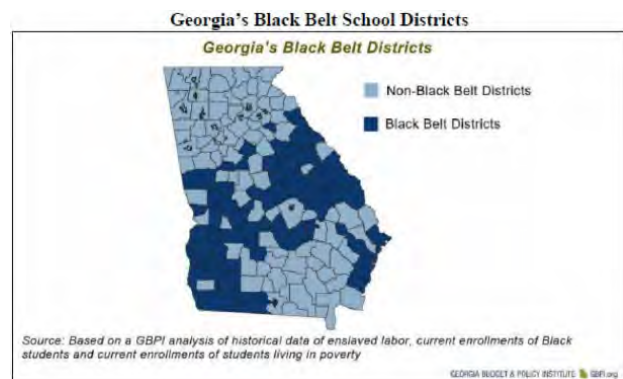 Georgia's Black Belt School Districts
Georgia's Black Belt Districts
Non-Black Belt Districts
Black Belt Districts
Source: Based on a GBPI analysis of historical data of enslaved labor, current enrollments of Black
students and current enrollments of students living in poverty
GEORGIA BUDGET & POLICY INSTITUTE GBPI.org